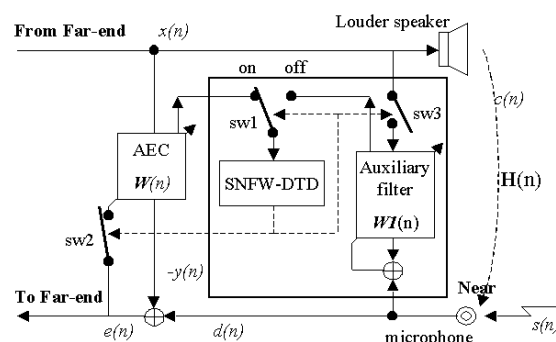 Louder speaker
From Far-end
x(n)
on
off
c(n)
sw1
sw3
AEC
W(n)
SNFW-DTD
Auxiliary
filter
W1(n)
H(n)
sw2
-y(n)
To Far-end
Near
e(n)
d(n)
microphone
s(n)